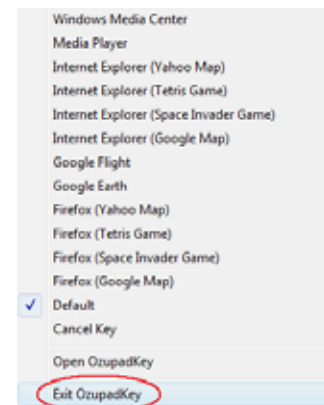 Windows Media Center
Media Player
Internet Explorer (Yahoo Map)
Internet Explorer (Tetris Game)
Internet Explorer (Space Invader Game)
Internet Explorer (Google Map)
Google Flight
Google Earth
Firefox (Yahoo Map)
Firefox (Tetris Game)
Firefox (Space Invader Game)
Firefox (Google Map)
Default
Cancel Key
Open OzupadKey
Exit OzupadKey